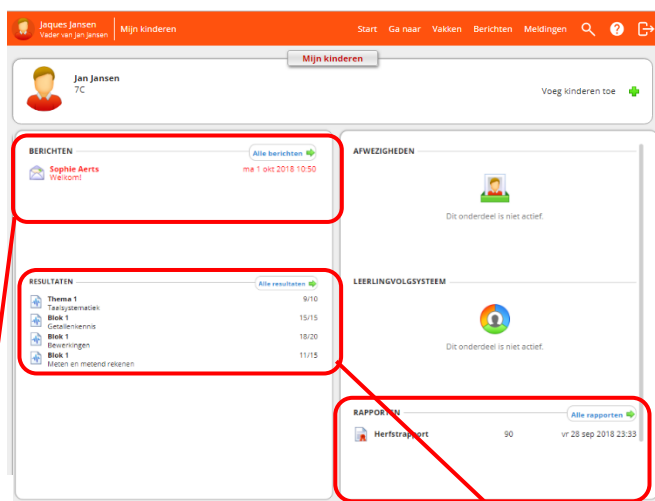 Jaques Jansen
Vader van Jan Jansen
Mijn kinderen
Start Ga naar Vakken Berichten Meldingen
Mijn kinderen
Jan Jansen
7C
Voeg kinderen toe
BERICHTEN
Alle berichten
Sophie Aerts
Welkom!
ma 1 okt 2018 10:50
AFWEZIGHEDEN
Dit onderdeel is niet actief.
RESULTATEN
Alle resultaten
Thema 1 9/10
Taalsystematiek
Blok 1 15/15
Getallenkennis
Blok 1 18/20
Bewerkingen
Blok 1 11/15
Meten en metend rekenen
LEERLINGVOLGSYSTEEM
Dit onderdeel is niet actief.
RAPPORTEN
Alle rapporten
Herfstrapport 90 vr 28 sep 2018 23:33